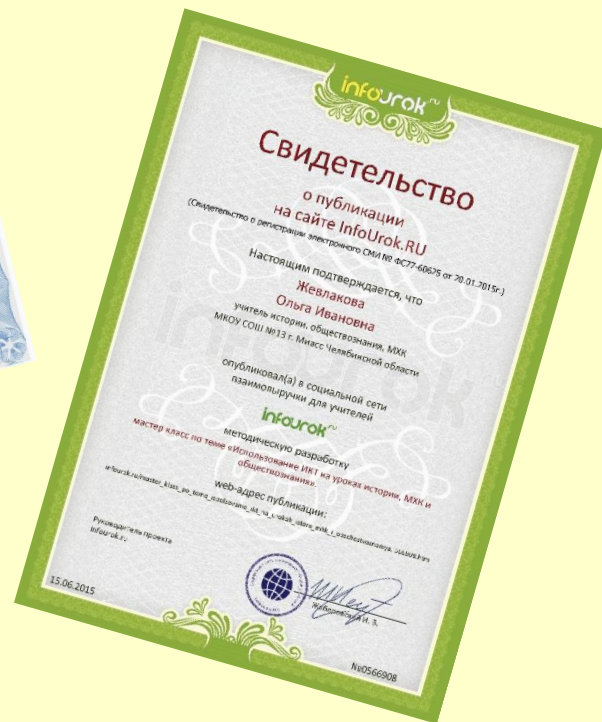 infourok.ru
Свидетельство
о публикации
на сайте InfoUrok.RU
(Свидетельство о регистрации электронного СМИ № ФС77-60625 от 20.01.2015г.)
Настоящим подтверждается, что
Жевлакова
Ольга Ивановна
учитель истории, обществознания, МХК
МКОУ СОШ №13 г. Миасс Челябинской области
опубликовал(а) в социальной сети
взаимовыручки для учителей
infourok.ru
методическую разработку
мастер класс по теме «Использование ИКТ на уроках истории, МХК и
обществознания».
web-адрес публикации:
Руководитель проекта
Infourok.ru
15.06.2015
И. З.
№0566908